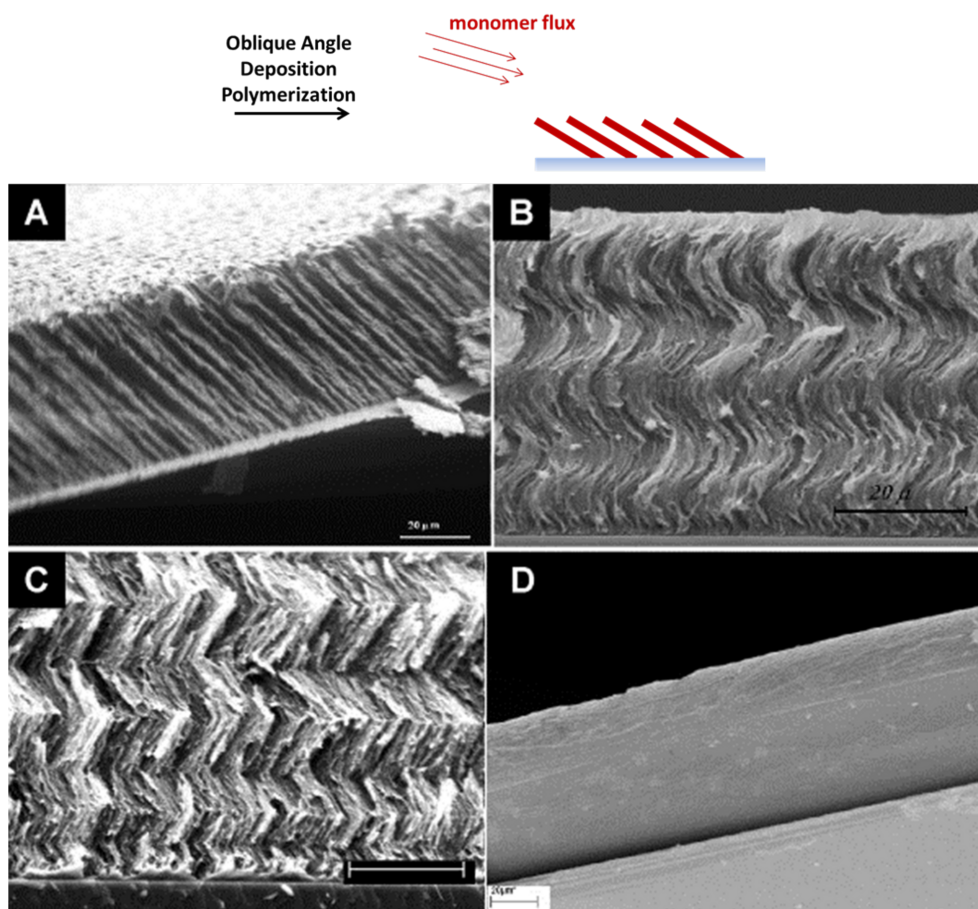 monomer flux
Oblique Angle
Deposition
Polymerization
A
B
20 μm
20 μ
C
D
20μm